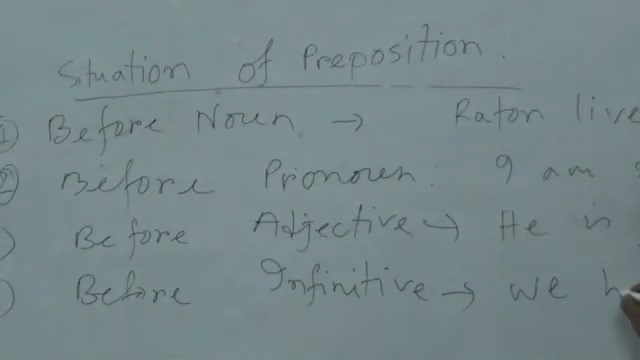 Situation of Preposition.
① Before Noun → Raton live
② Before Pronoun: I am
Before Adjective → He is
Before Infinitive → We h